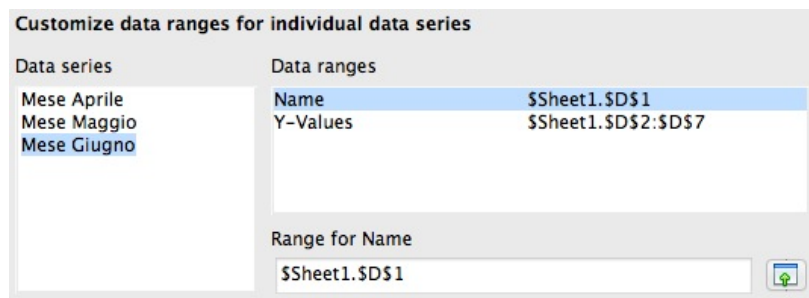 Customize data ranges for individual data series
Data series
Data ranges
Mese Aprile
Mese Maggio
Mese Giugno
Name $Sheet1.$D$1
Y-Values $Sheet1.$D$2:$D$7
Range for Name
$Sheet1.$D$1